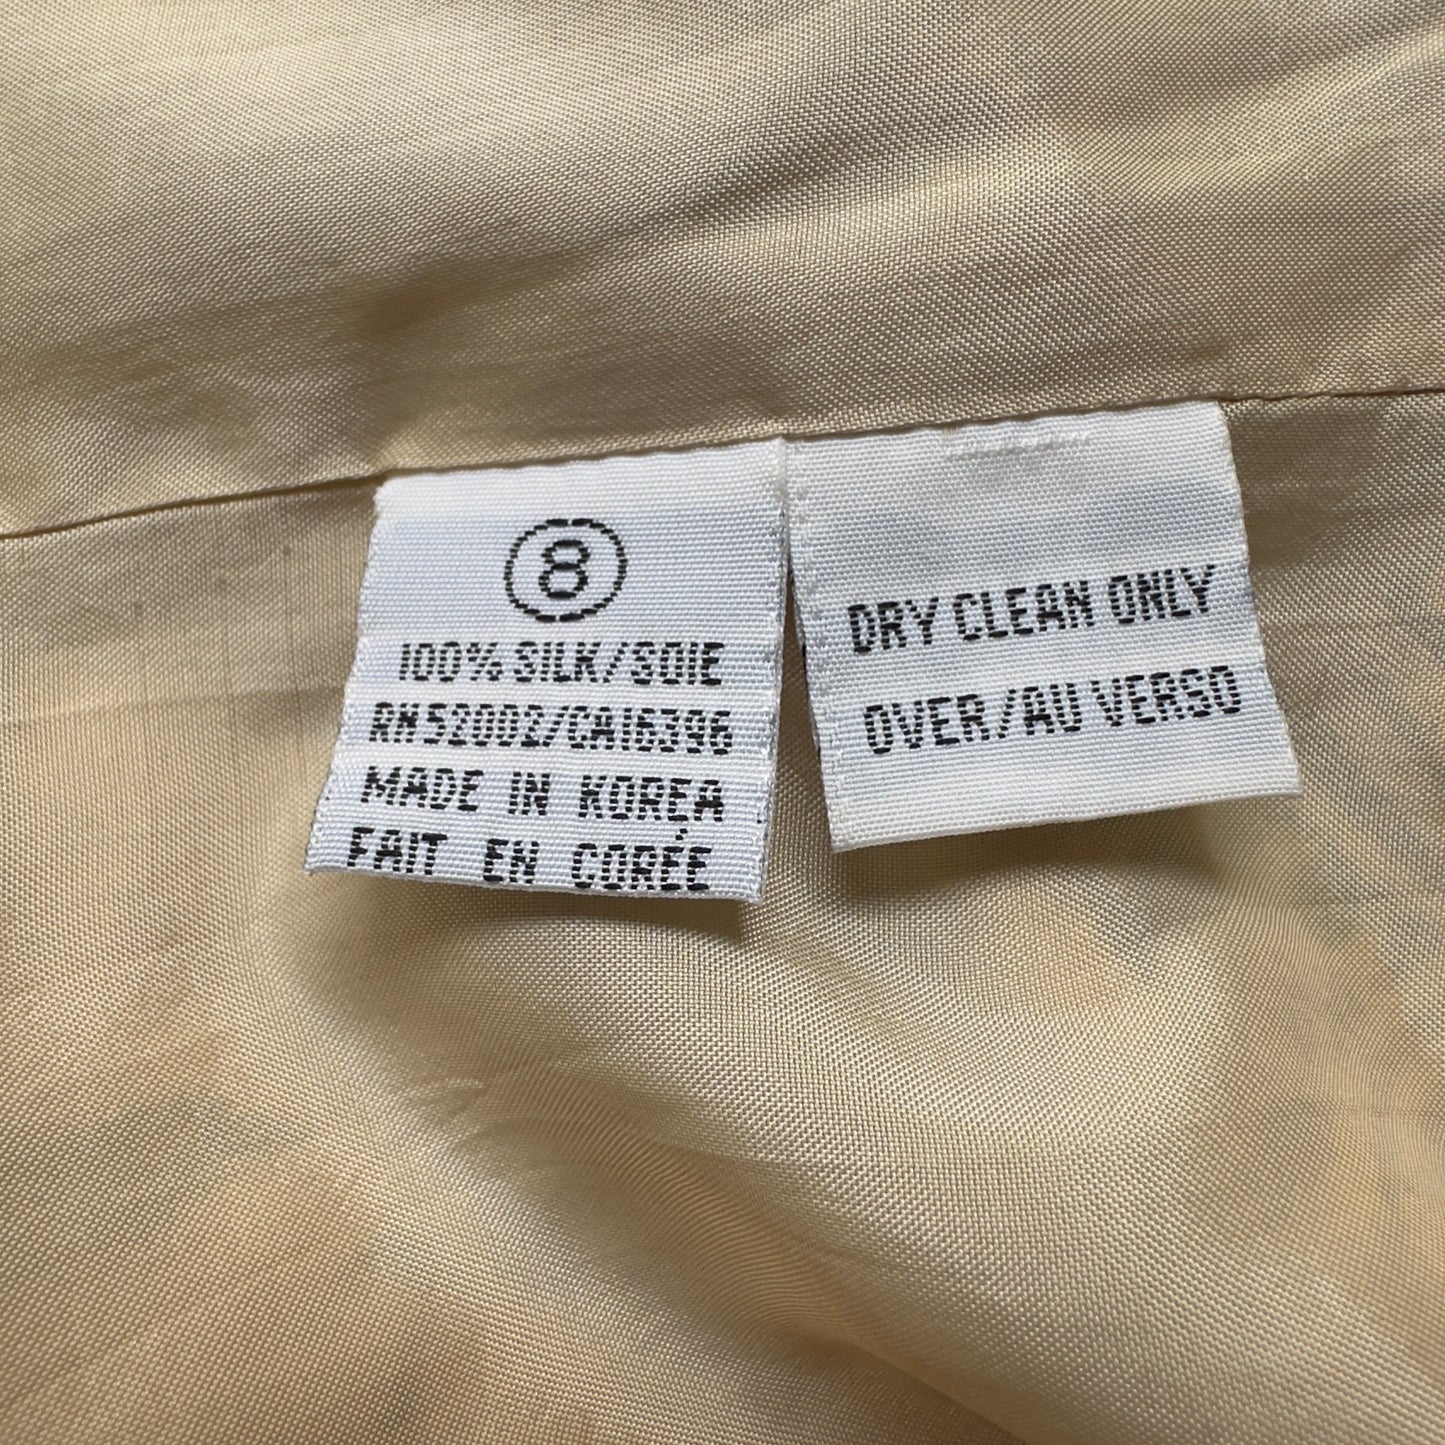 8
100% SILK/SOIE
RN52002/CA16396
MADE IN KOREA
FAIT EN CORÉE
DRY CLEAN ONLY
OVER/AU VERSO